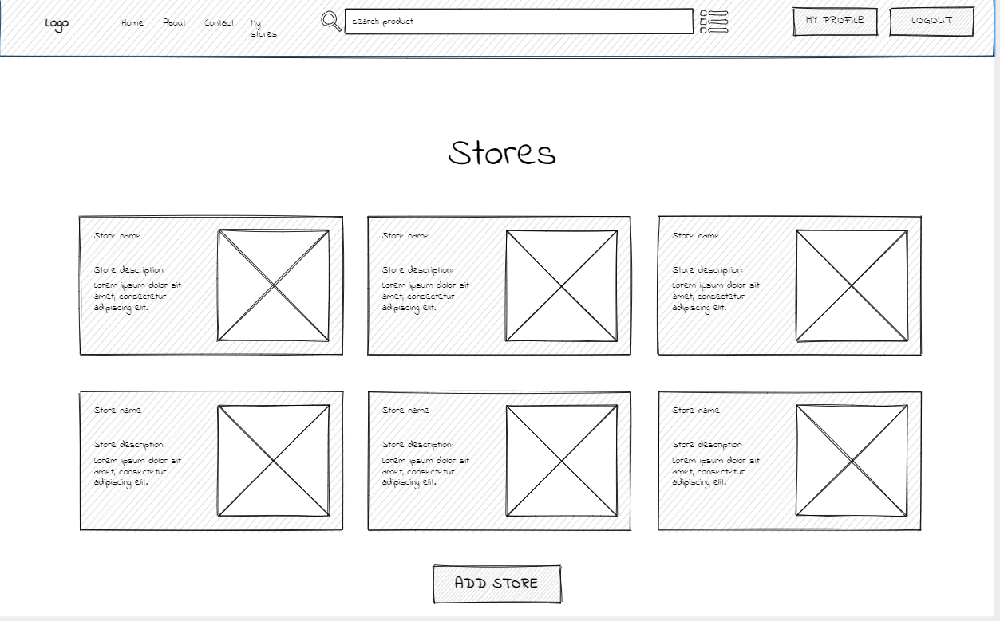 Logo
Home
About
Contact
My
stores
search product
MY PROFILE
LOGOUT
Stores
Store name
Store description:
Lorem ipsum dolor sit
amet, consectetur
adipiscing elit.
Store name
Store description:
Lorem ipsum dolor sit
amet, consectetur
adipiscing elit.
Store name
Store description:
Lorem ipsum dolor sit
amet, consectetur
adipiscing elit.
Store name
Store description:
Lorem ipsum dolor sit
amet, consectetur
adipiscing elit.
Store name
Store description:
Lorem ipsum dolor sit
amet, consectetur
adipiscing elit.
Store name
Store description:
Lorem ipsum dolor sit
amet, consectetur
adipiscing elit.
ADD STORE